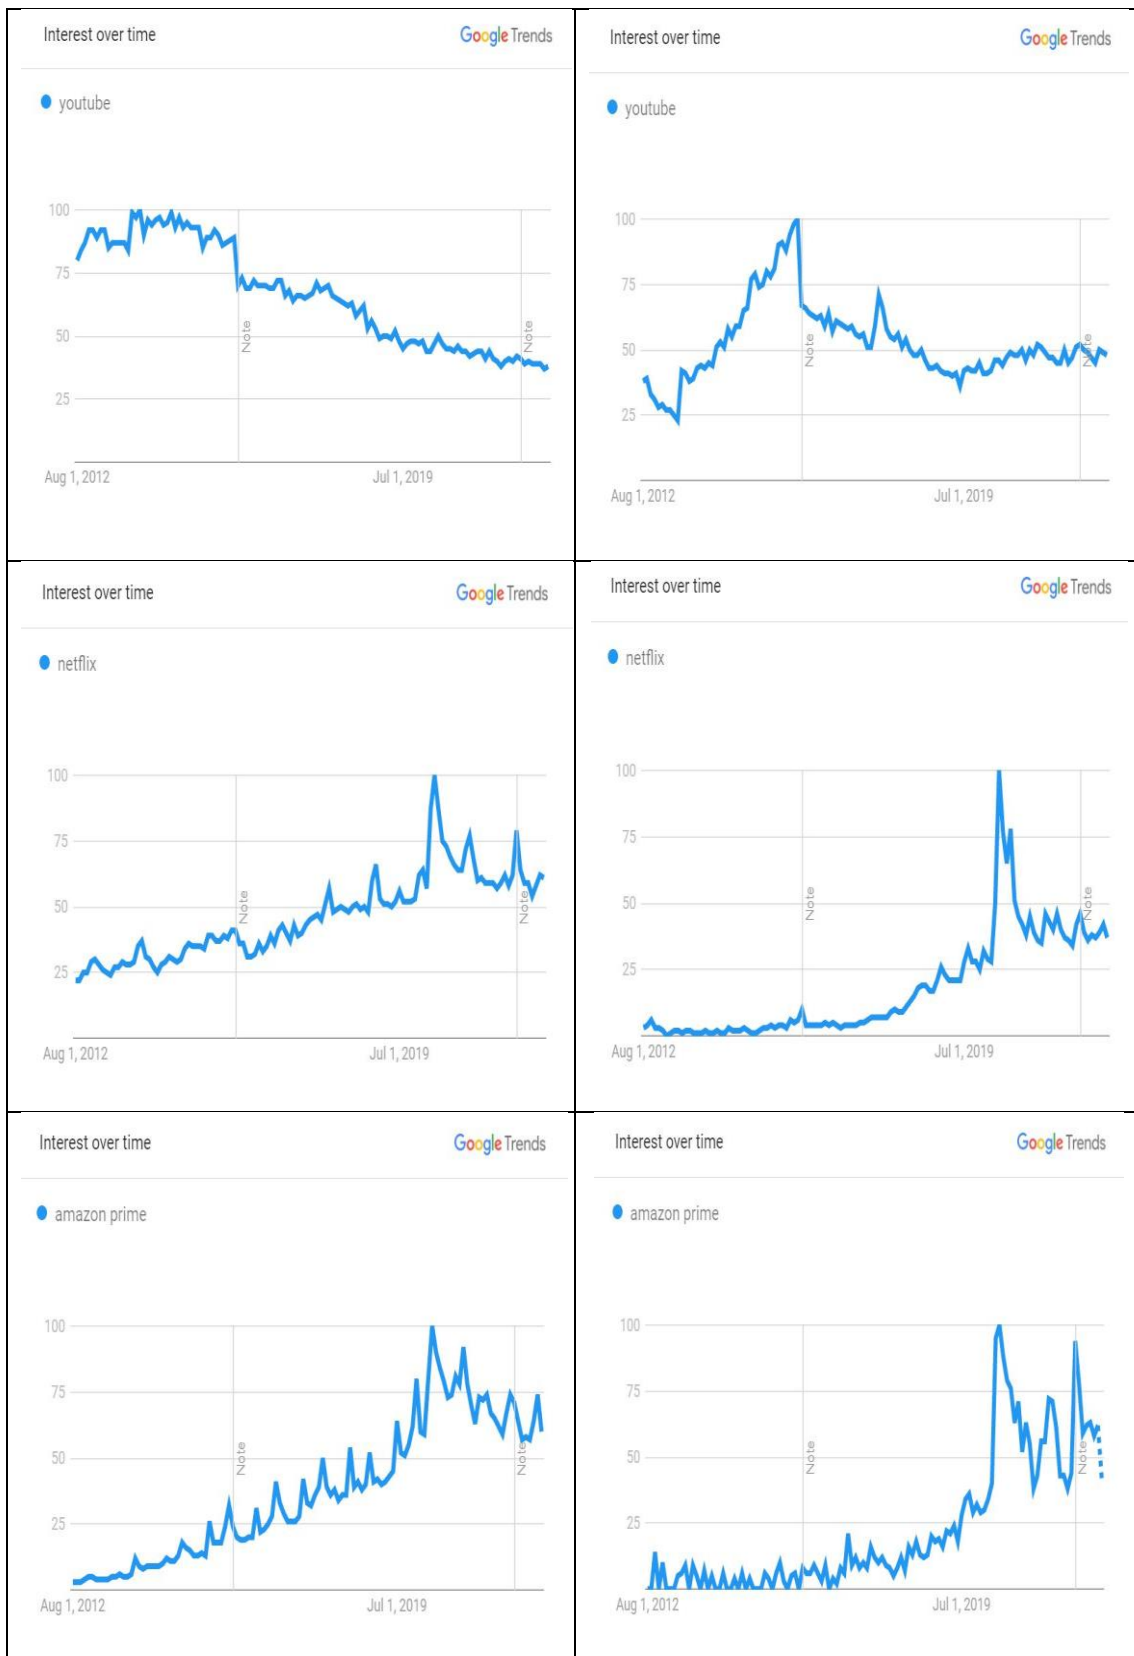 Interest over time Google Trends
youtube
100
75
50
25
Note
Note
Aug 1, 2012 Jul 1, 2019
Interest over time Google Trends
youtube
100
75
50
25
Note
Note
Aug 1, 2012 Jul 1, 2019
Interest over time Google Trends
netflix
100
75
50
25
Note
Note
Aug 1, 2012 Jul 1, 2019
Interest over time Google Trends
netflix
100
75
50
25
Note
Note
Aug 1, 2012 Jul 1, 2019
Interest over time Google Trends
amazon prime
100
75
50
25
Note
Note
Aug 1, 2012 Jul 1, 2019
Interest over time Google Trends
amazon prime
100
75
50
25
Note
Note
Aug 1, 2012 Jul 1, 2019